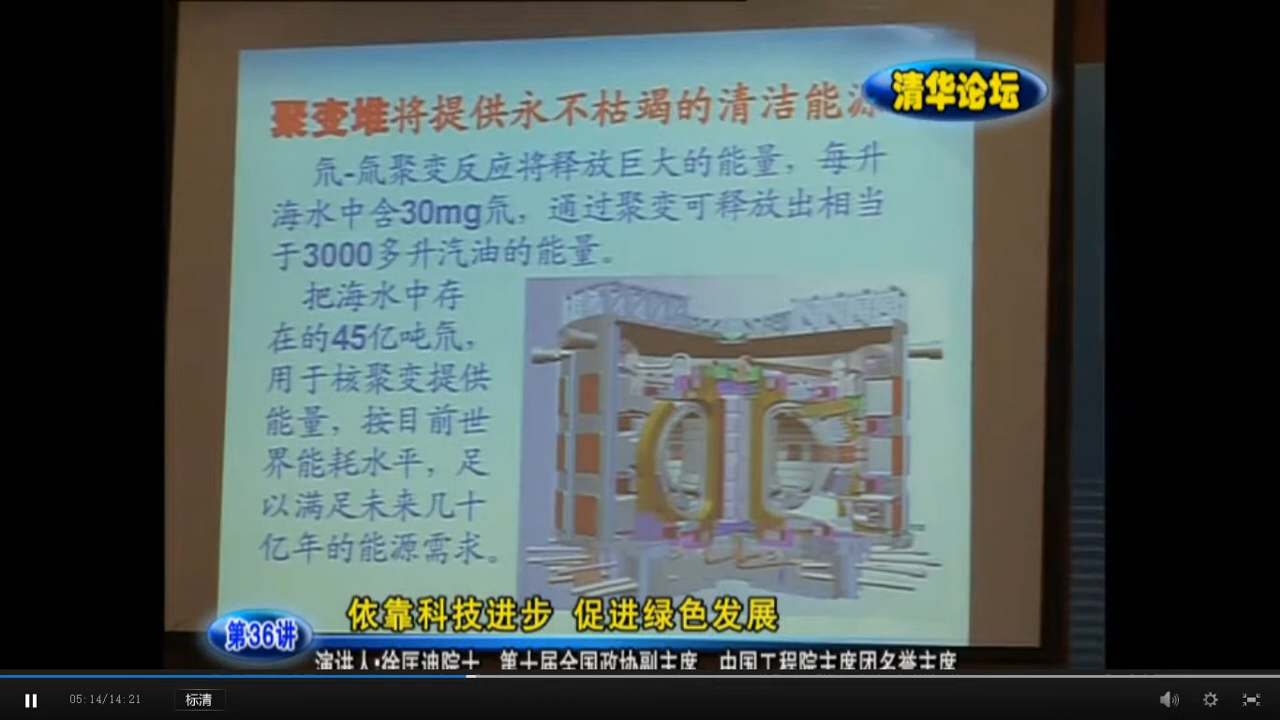 清华论坛
聚变堆将提供永不枯竭的清洁能源
氘-氚聚变反应将释放巨大的能量，每升
海水中含30mg氘，通过聚变可释放出相当
于3000多升汽油的能量。
把海水中存
在的45亿吨氘，
用于核聚变提供
能量，按目前世
界能耗水平，足
以满足未来几十
亿年的能源需求。
依靠科技进步 促进绿色发展
第36讲
演讲人·徐匡迪院士 第十届全国政协副主席 中国工程院主席团名誉主席
05:14/14:21
标清